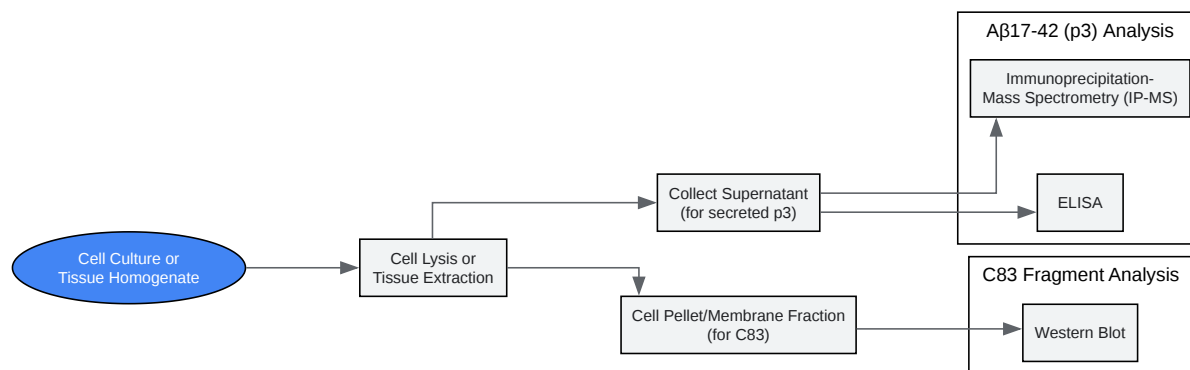 Cell Culture or
Tissue Homogenate
Cell Lysis or
Tissue Extraction
Collect Supernatant
(for secreted p3)
Cell Pellet/Membrane Fraction
(for C83)
Aβ17-42 (p3) Analysis
Immunoprecipitation-
Mass Spectrometry (IP-MS)
ELISA
C83 Fragment Analysis
Western Blot